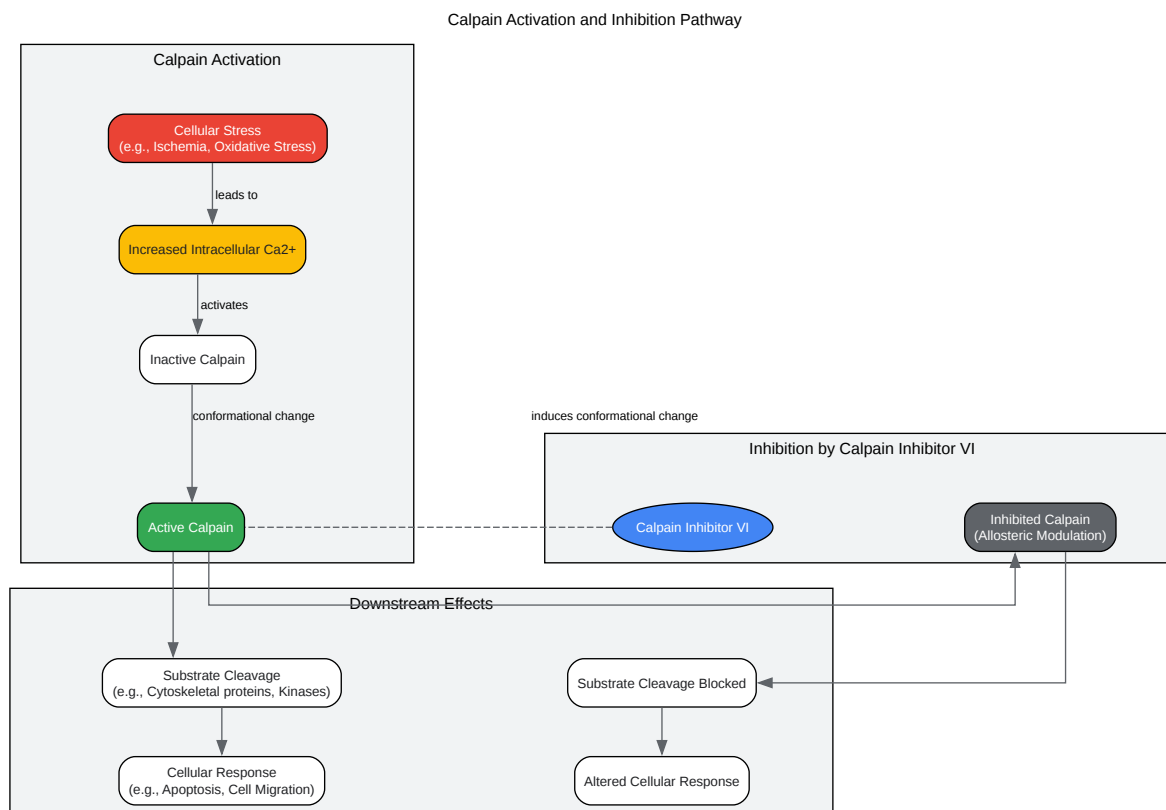 Calpain Activation and Inhibition Pathway
Calpain Activation
Cellular Stress
(e.g., Ischemia, Oxidative Stress)
leads to
Increased Intracellular Ca2+
activates
Inactive Calpain
conformational change
induces conformational change
Inhibition by Calpain Inhibitor VI
Active Calpain
Calpain Inhibitor VI
Inhibited Calpain
(Allosteric Modulation)
Downstream Effects
Substrate Cleavage
(e.g., Cytoskeletal proteins, Kinases)
Substrate Cleavage Blocked
Cellular Response
(e.g., Apoptosis, Cell Migration)
Altered Cellular Response